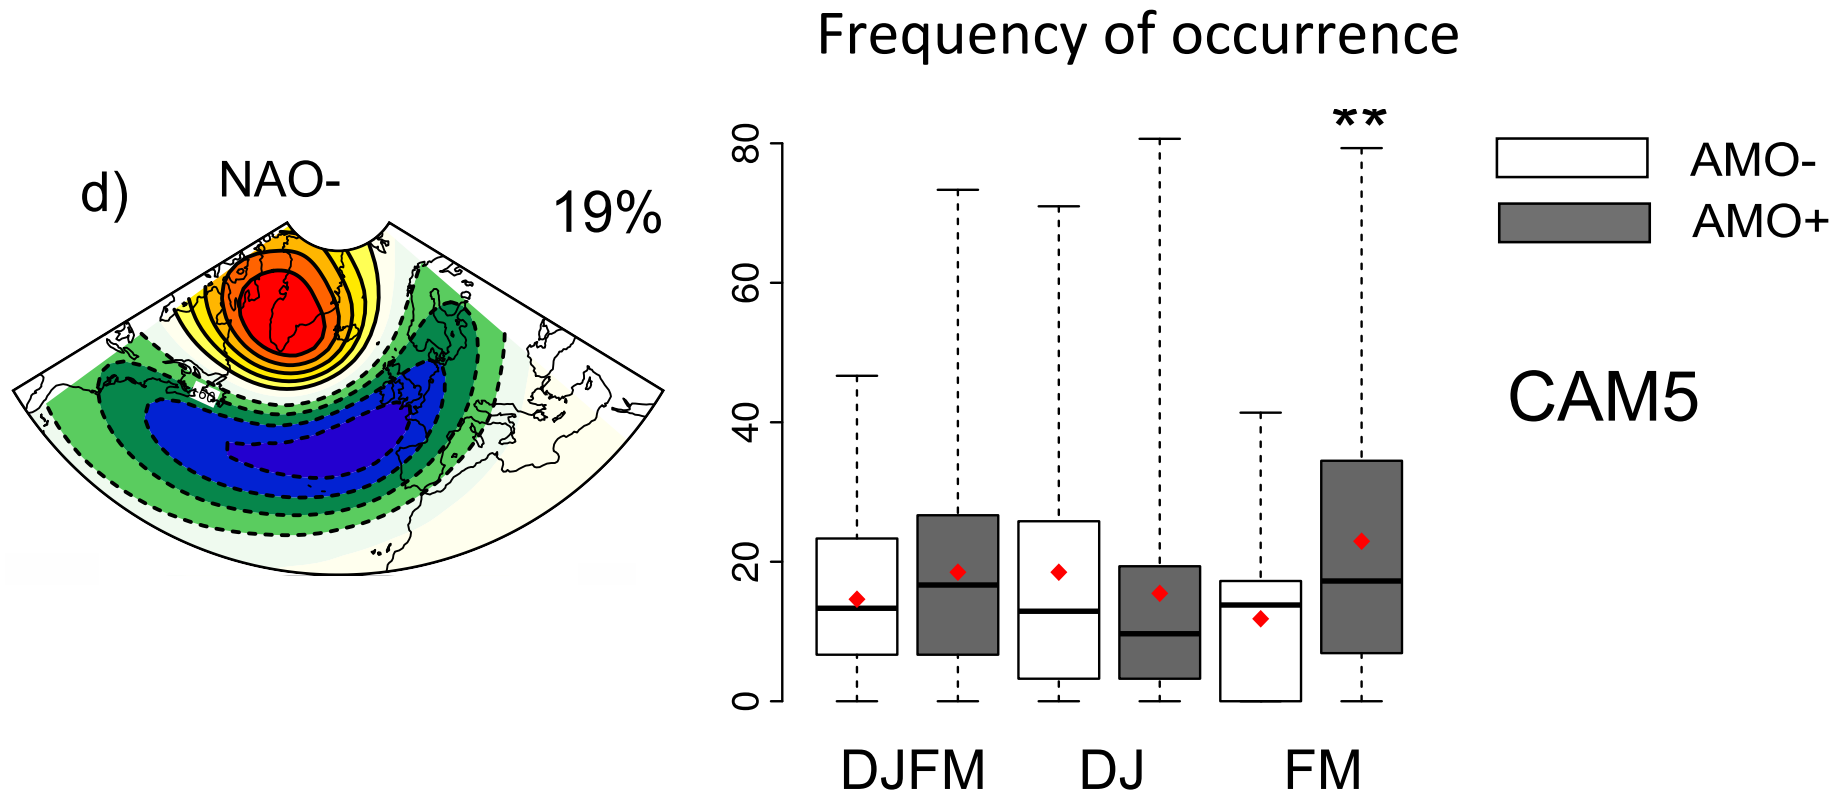 Frequency of occurrence
d)
NAO-
19%
80
60
40
20
0
**
AMO-
AMO+
CAM5
DJFM
DJ
FM